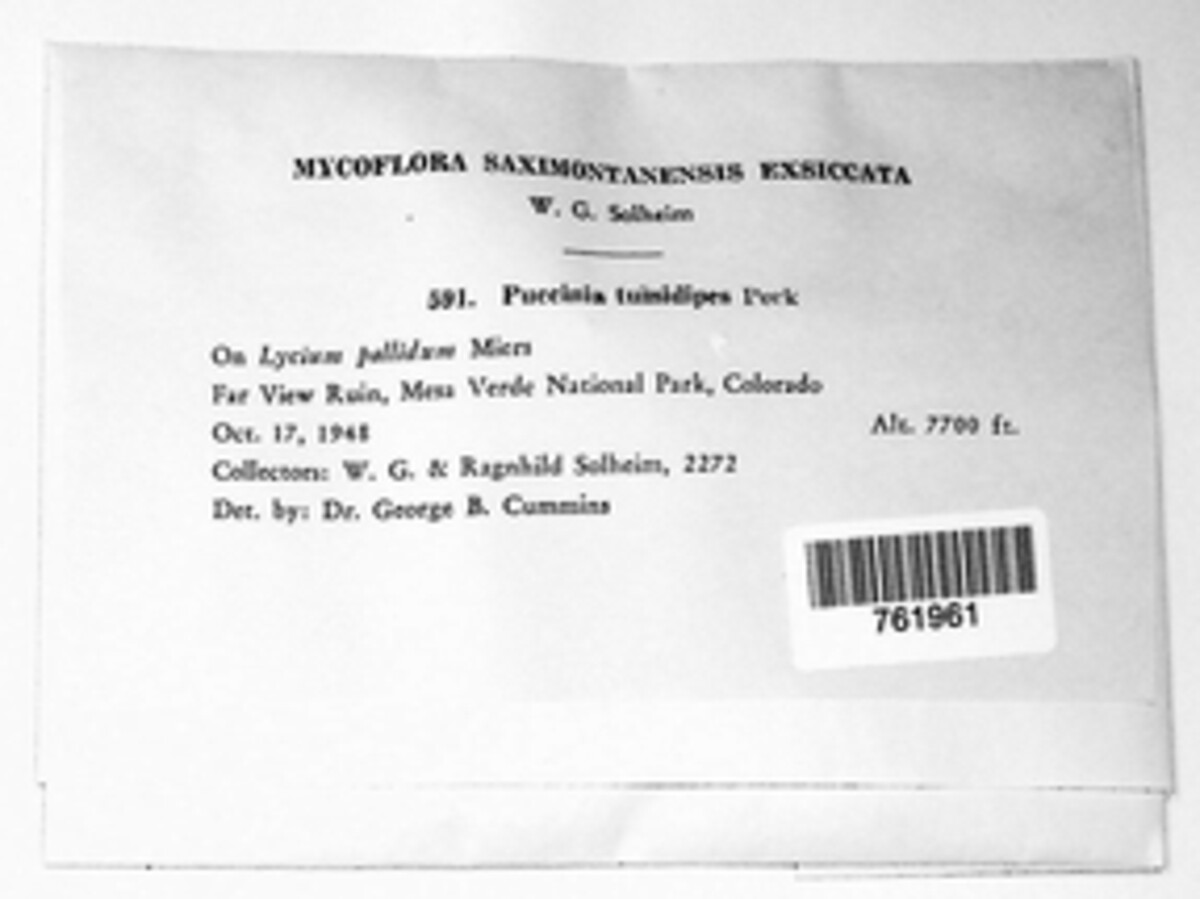 MYCOFLORA SAXIMONTANENSIS EXSICCATA
W. G. Solheim
591. Puccinia tumidipes Peck
On Lycium pallidum Miers
Far View Ruin, Mesa Verde National Park, Colorado
Oct. 17, 1948 Alt. 7700 ft.
Collectors: W. G. & Ragnhild Solheim, 2272
Det. by: Dr. George B. Cummins
761961